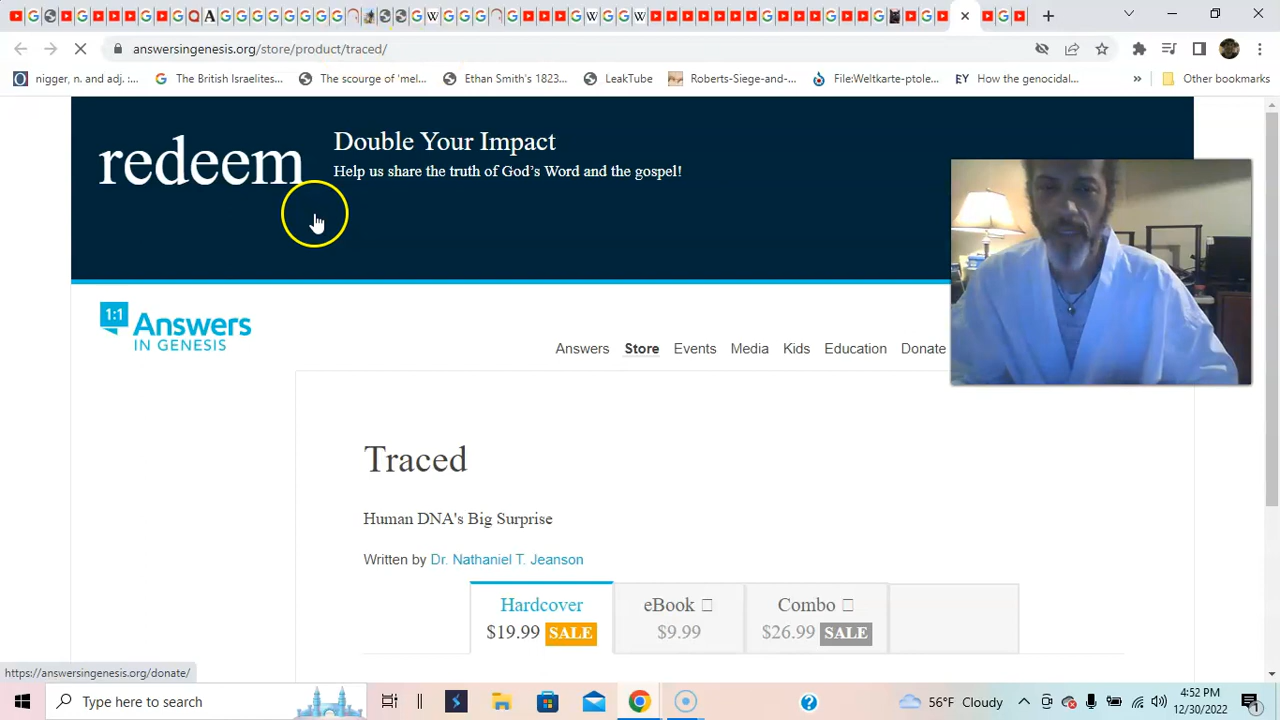 answersingenesis.org/store/product/traced/
nigger, n. and adj. :...
The British Israelites...
The scourge of 'mel...
Ethan Smith's 1823...
LeakTube
Roberts-Siege-and-...
File:Weltkarte-ptole...
EY How the genocidal...
» Other bookmarks
redeem
Double Your Impact
Help us share the truth of God's Word and the gospel!
1:1
Answers
IN GENESIS
Answers Store Events Media Kids Education Donate
Traced
Human DNA's Big Surprise
Written by Dr. Nathaniel T. Jeanson
Hardcover
$19.99 SALE
eBook
$9.99
Combo
$26.99 SALE
https://answersingenesis.org/donate/
Type here to search
56°F Cloudy
4:52 PM
12/30/2022
1